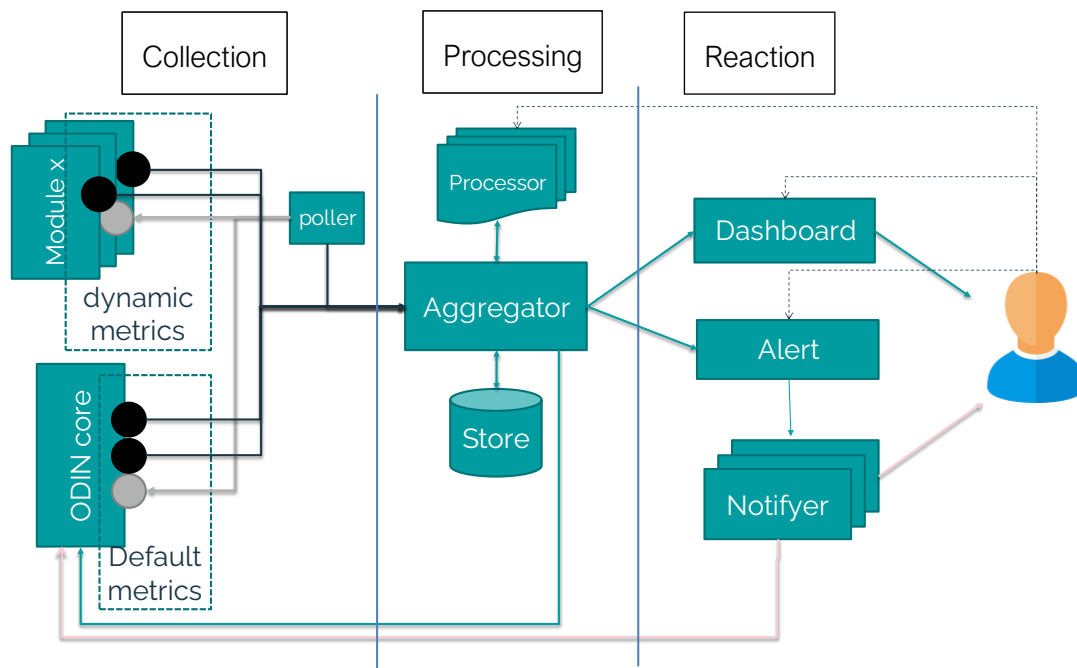 Collection
Processing
Reaction
Module x
dynamic
metrics
poller
ODIN core
Default
metrics
Processor
Aggregator
Store
Dashboard
Alert
Notifyer